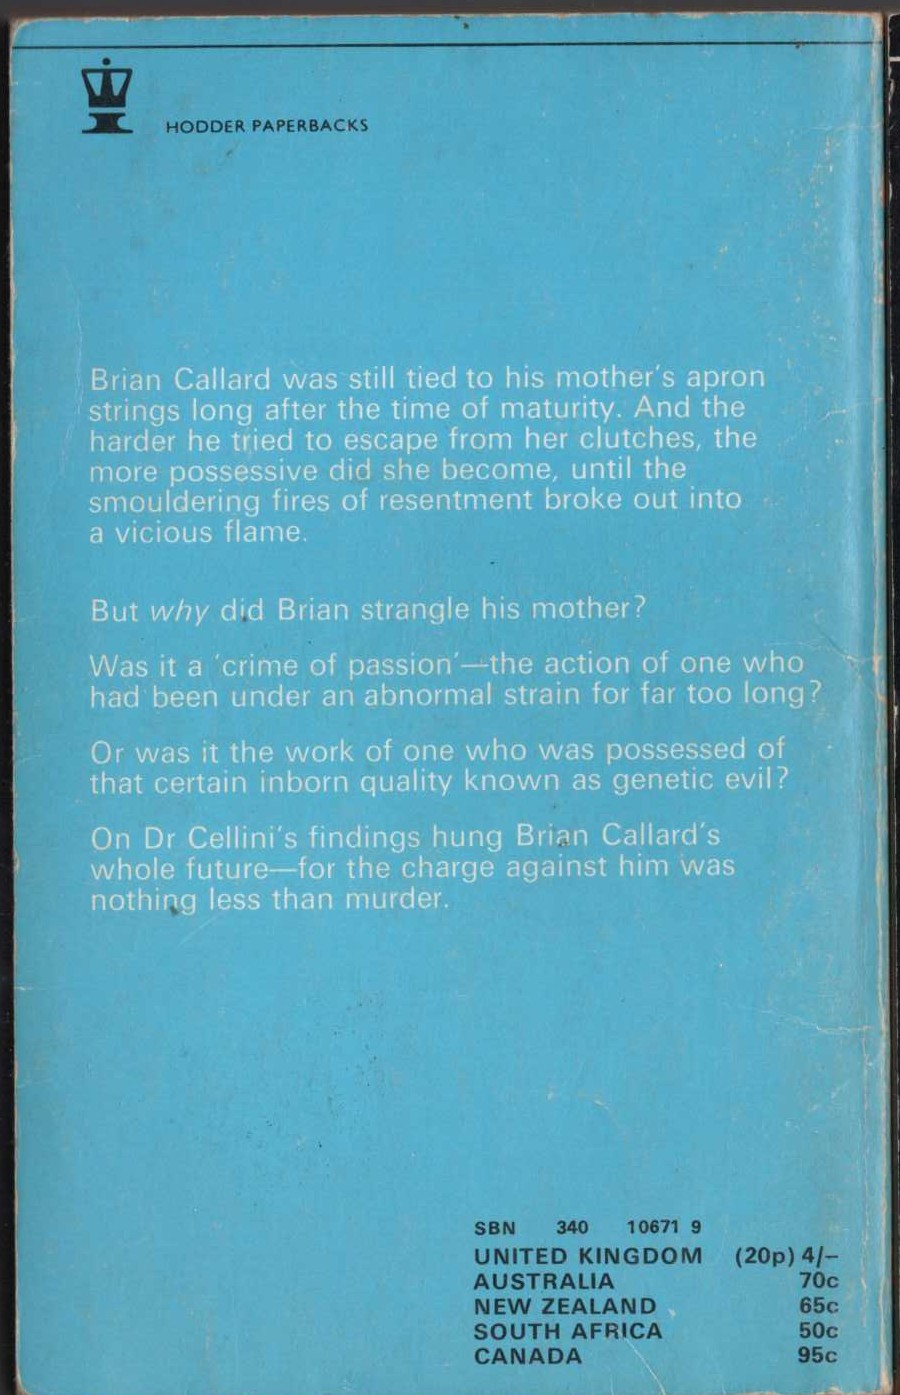 HODDER PAPERBACKS
Brian Callard was still tied to his mother's apron
strings long after the time of maturity. And the
harder he tried to escape from her clutches, the
more possessive did she become, until the
smouldering fires of resentment broke out into
a vicious flame.
But why did Brian strangle his mother?
Was it a 'crime of passion'—the action of one who
had been under an abnormal strain for far too long?
Or was it the work of one who was possessed of
that certain inborn quality known as genetic evil?
On Dr Cellini's findings hung Brian Callard's
whole future—for the charge against him was
nothing less than murder.
SBN 340 10671 9
UNITED KINGDOM (20p) 4/–
AUSTRALIA 70c
NEW ZEALAND 65c
SOUTH AFRICA 50c
CANADA 95c